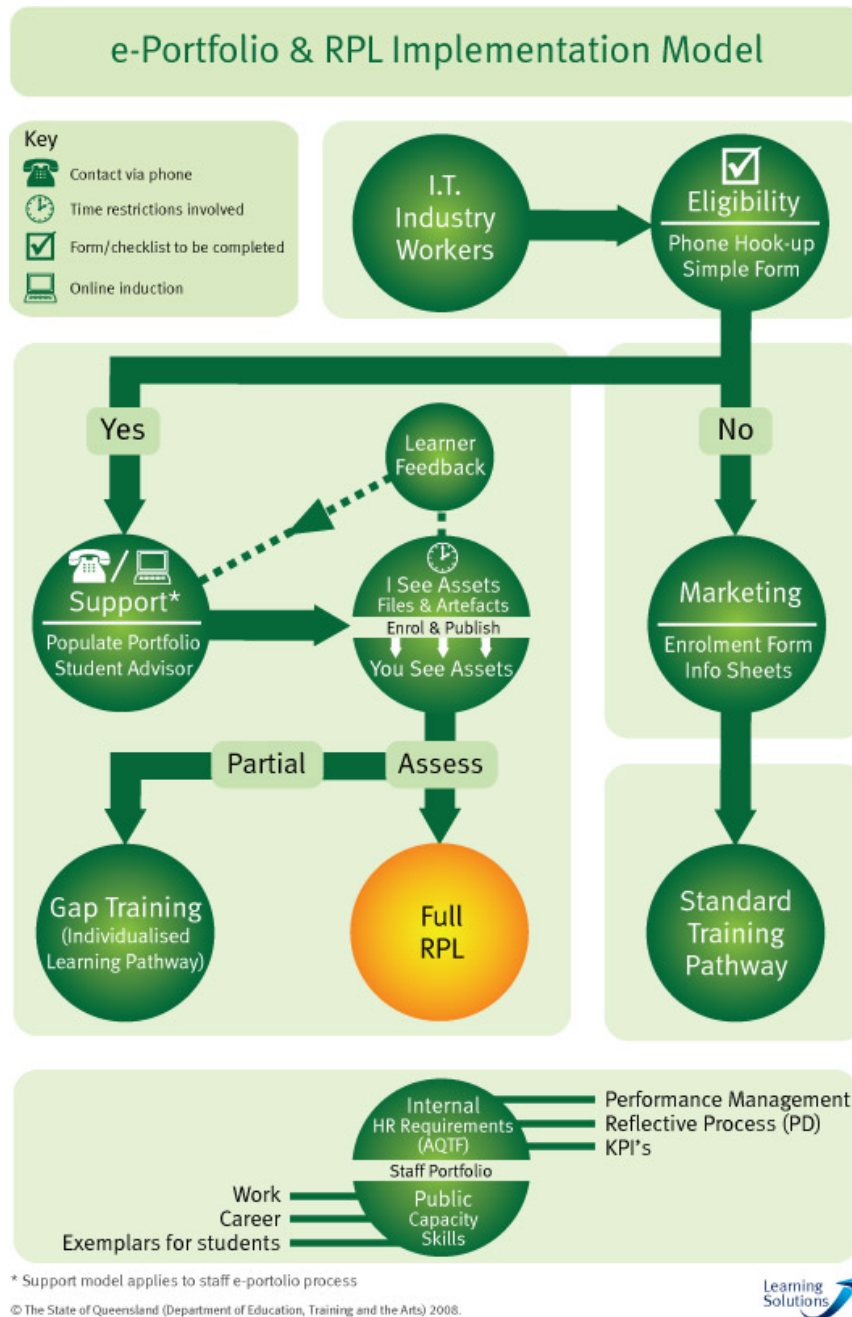 e-Portfolio & RPL Implementation Model
Key
Contact via phone
Time restrictions involved
Form/checklist to be completed
Online induction
I.T.
Industry
Workers
Eligibility
Phone Hook-up
Simple Form
Yes
No
Learner
Feedback
Support*
Populate Portfolio
Student Advisor
I See Assets
Files & Artefacts
Enrol & Publish
You See Assets
Marketing
Enrolment Form
Info Sheets
Partial
Assess
Gap Training
(Individualised
Learning Pathway)
Full
RPL
Standard
Training
Pathway
Internal
HR Requirements
(AQTF)
Staff Portfolio
Public
Capacity
Skills
Performance Management
Reflective Process (PD)
KPI's
Work
Career
Exemplars for students
* Support model applies to staff e-portolio process
© The State of Queensland (Department of Education, Training and the Arts) 2008.
Learning
Solutions